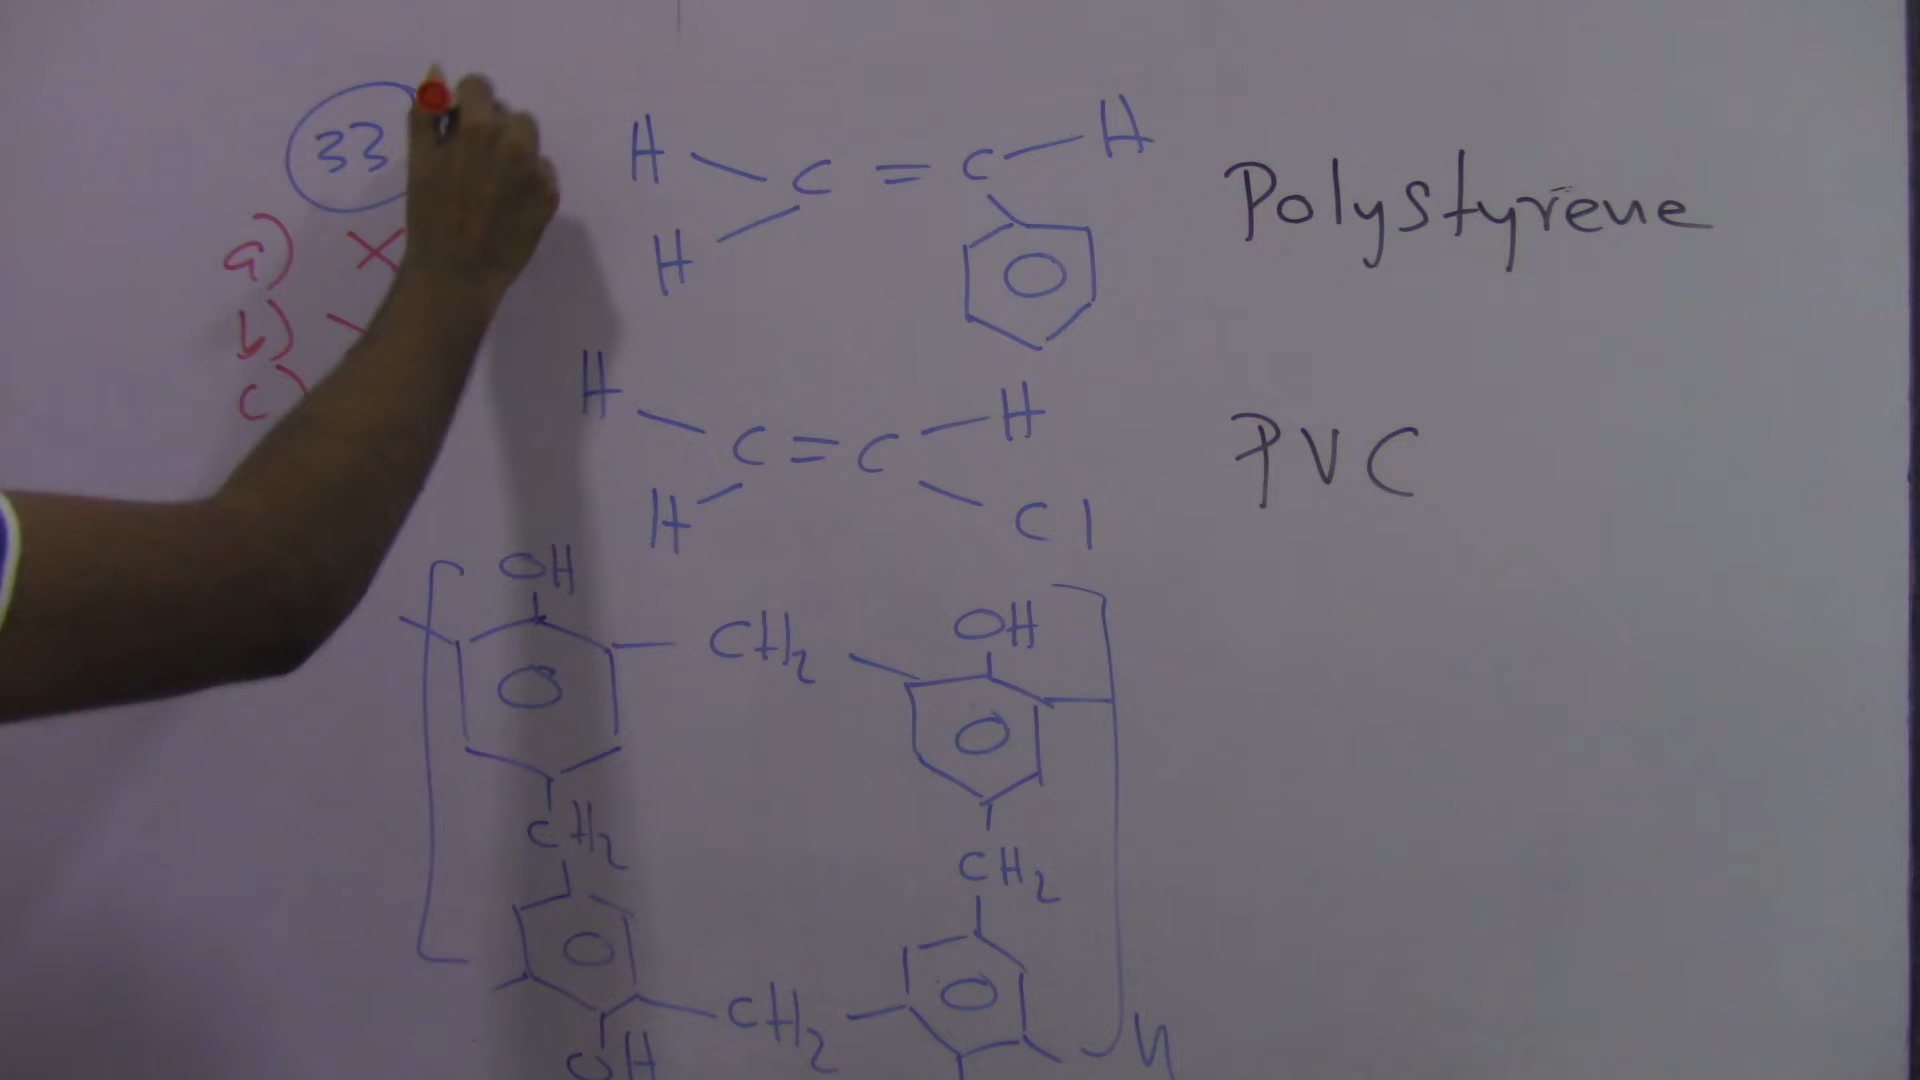 33
a) ×
b)
c)
H H
C = C
H
Polystyrene
H H
C = C
H Cl
PVC
OH OH
CH₂
CH₂ CH₂
CH₂
OH
n